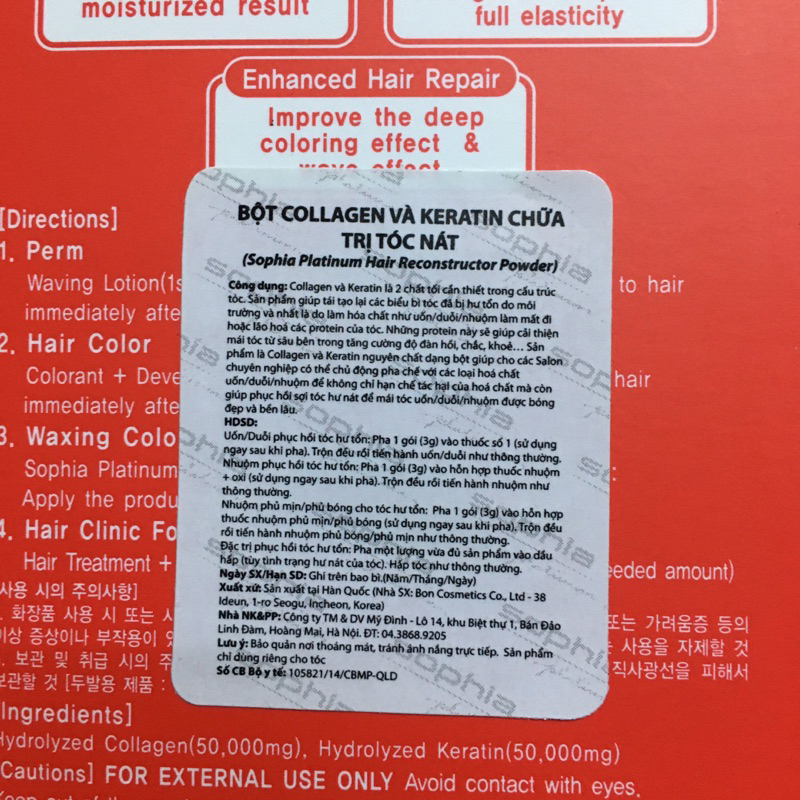 moisturized result
full elasticity
Enhanced Hair Repair
Improve the deep
coloring effect &
wave effect
[Directions]
1. Perm
Waving Lotion(1s
to hair
immediately afte
2. Hair Color
Colorant + Deve
hair
immediately afte
3. Waxing Colo
Sophia Platinum
Apply the produ
4. Hair Clinic Fo
Hair Treatment +
eeded amount)
사용 시의 주의사항]
. 화장품 사용 시 또는 사
또는 가려움증 등의
이상 증상이나 부작용이 있
사용을 자제할 것
. 보관 및 취급 시의 주
직사광선을 피해서
보관할 것 [두발용 제품 :
[Ingredients]
Hydrolyzed Collagen(50,000mg), Hydrolyzed Keratin(50,000mg)
[Cautions] FOR EXTERNAL USE ONLY Avoid contact with eyes.
BỘT COLLAGEN VÀ KERATIN CHỮA
TRỊ TÓC NÁT
(Sophia Platinum Hair Reconstructor Powder)
Công dụng: Collagen và Keratin là 2 chất tối cần thiết trong cấu trúc
tóc. Sản phẩm giúp tái tạo lại các biểu bì tóc đã bị hư tổn do môi
trường và nhất là do làm hóa chất như uốn/duỗi/nhuộm làm mất đi
hoặc lão hoá các protein của tóc. Những protein này sẽ giúp cải thiện
mái tóc từ sâu bên trong tăng cường độ đàn hồi, chắc, khoẻ... Sản
phẩm là Collagen và Keratin nguyên chất dạng bột giúp cho các Salon
chuyên nghiệp có thể chủ động pha chế với các loại hoá chất
uốn/duỗi/nhuộm để không chỉ hạn chế tác hại của hoá chất mà còn
giúp phục hồi sợi tóc hư nát để mái tóc uốn/duỗi/nhuộm được bóng
đẹp và bền lâu.
HDSD:
Uốn/Duỗi phục hồi tóc hư tổn: Pha 1 gói (3g) vào thuốc số 1 (sử dụng
ngay sau khi pha). Trộn đều rồi tiến hành uốn/duỗi như thông thường.
Nhuộm phục hồi tóc hư tổn: Pha 1 gói (3g) vào hỗn hợp thuốc nhuộm
+ oxi (sử dụng ngay sau khi pha). Trộn đều rồi tiến hành nhuộm như
thông thường.
Nhuộm phủ mịn/phủ bóng cho tóc hư tổn: Pha 1 gói (3g) vào hỗn hợp
thuốc nhuộm phủ mịn/phủ bóng (sử dụng ngay sau khi pha). Trộn đều
rồi tiến hành nhuộm phủ bóng/phủ mịn như thông thường.
Đặc trị phục hồi tóc hư tổn: Pha một lượng vừa đủ sản phẩm vào dầu
hấp (tùy tình trạng hư nát của tóc). Hấp tóc như thông thường.
Ngày SX/Hạn SD: Ghi trên bao bì.(Năm/Tháng/Ngày)
Xuất xứ: Sản xuất tại Hàn Quốc (Nhà SX: Bon Cosmetics Co., Ltd - 38
Ideun, 1-ro Seogu, Incheon, Korea)
Nhà NK&PP: Công ty TM & DV Mỹ Đình - Lô 14, khu Biệt thự 1, Bán Đảo
Linh Đàm, Hoàng Mai, Hà Nội. ĐT: 04.3868.9205
Lưu ý: Bảo quản nơi thoáng mát, tránh ánh nắng trực tiếp. Sản phẩm
chỉ dùng riêng cho tóc
Số CB Bộ y tế: 105821/14/CBMP-QLD